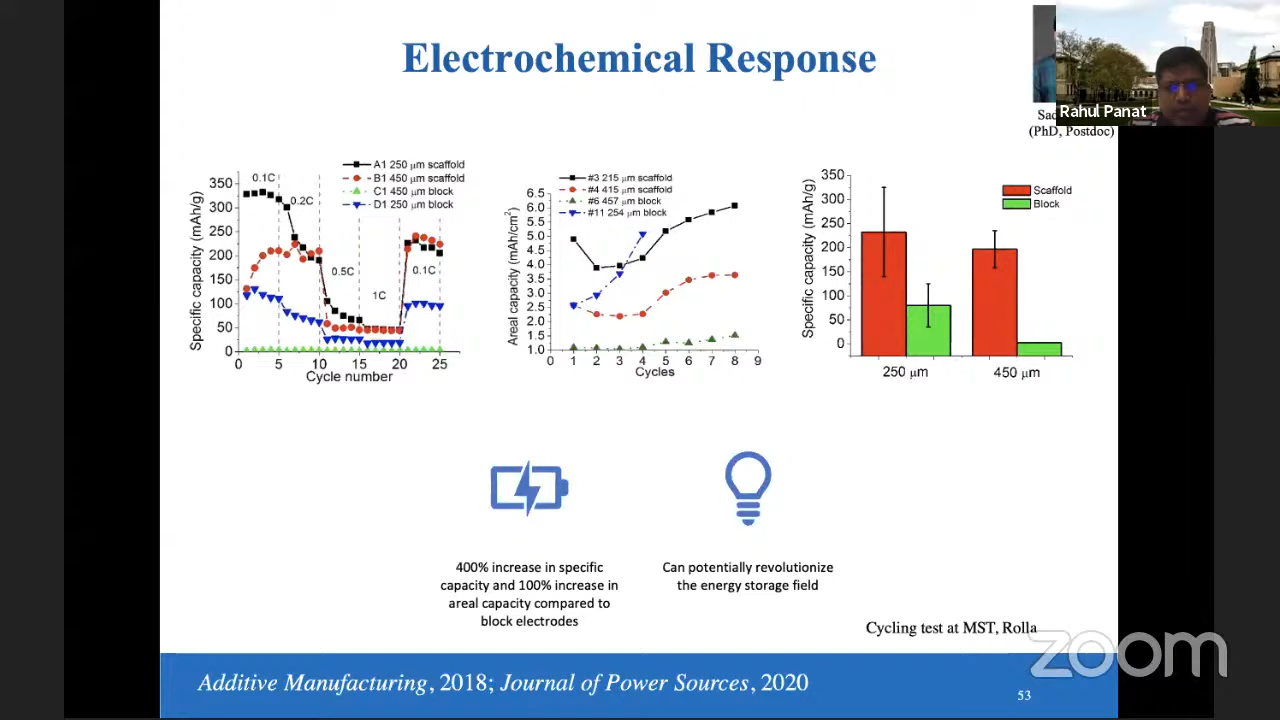 Electrochemical Response
Rahul Panat
(PhD, Postdoc)
A1 250 μm scaffold
B1 450 μm scaffold
C1 450 μm block
D1 250 μm block
0.1C
0.2C
0.5C
1C
0.1C
350
300
250
200
150
100
50
0
Specific capacity (mAh/g)
0 5 10 15 20 25
Cycle number
#3 215 μm scaffold
#4 415 μm scaffold
#6 457 μm block
#11 254 μm block
6.5
6.0
5.5
5.0
4.5
4.0
3.5
3.0
2.5
2.0
1.5
1.0
Areal capacity (mAh/cm²)
0 1 2 3 4 5 6 7 8 9
Cycles
Scaffold
Block
350
300
250
200
150
100
50
0
Specific capacity (mAh/g)
250 μm 450 μm
400% increase in specific
capacity and 100% increase in
areal capacity compared to
block electrodes
Can potentially revolutionize
the energy storage field
Cycling test at MST, Rolla
zoom
Additive Manufacturing, 2018; Journal of Power Sources, 2020
53